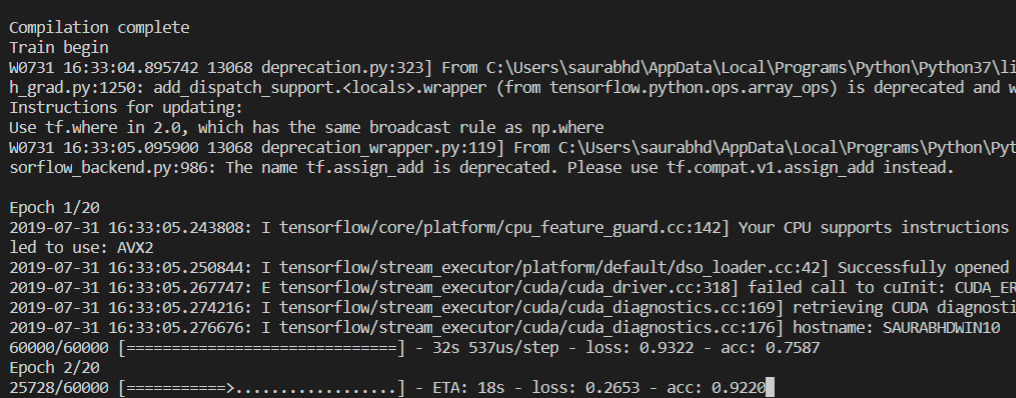 Compilation complete
Train begin
W0731 16:33:04.895742 13068 deprecation.py:323] From C:\Users\saurabhd\AppData\Local\Programs\Python\Python37\li
h_grad.py:1250: add_dispatch_support.<locals>.wrapper (from tensorflow.python.ops.array_ops) is deprecated and w
Instructions for updating:
Use tf.where in 2.0, which has the same broadcast rule as np.where
W0731 16:33:05.095900 13068 deprecation_wrapper.py:119] From C:\Users\saurabhd\AppData\Local\Programs\Python\Pyt
sorflow_backend.py:986: The name tf.assign_add is deprecated. Please use tf.compat.v1.assign_add instead.
Epoch 1/20
2019-07-31 16:33:05.243808: I tensorflow/core/platform/cpu_feature_guard.cc:142] Your CPU supports instructions
led to use: AVX2
2019-07-31 16:33:05.250844: I tensorflow/stream_executor/platform/default/dso_loader.cc:42] Successfully opened
2019-07-31 16:33:05.267747: E tensorflow/stream_executor/cuda/cuda_driver.cc:318] failed call to cuInit: CUDA_ER
2019-07-31 16:33:05.274216: I tensorflow/stream_executor/cuda/cuda_diagnostics.cc:169] retrieving CUDA diagnosti
2019-07-31 16:33:05.276676: I tensorflow/stream_executor/cuda/cuda_diagnostics.cc:176] hostname: SAURABHDWIN10
60000/60000 [==============================] - 32s 537us/step - loss: 0.9322 - acc: 0.7587
Epoch 2/20
25728/60000 [===========>..................] - ETA: 18s - loss: 0.2653 - acc: 0.9220